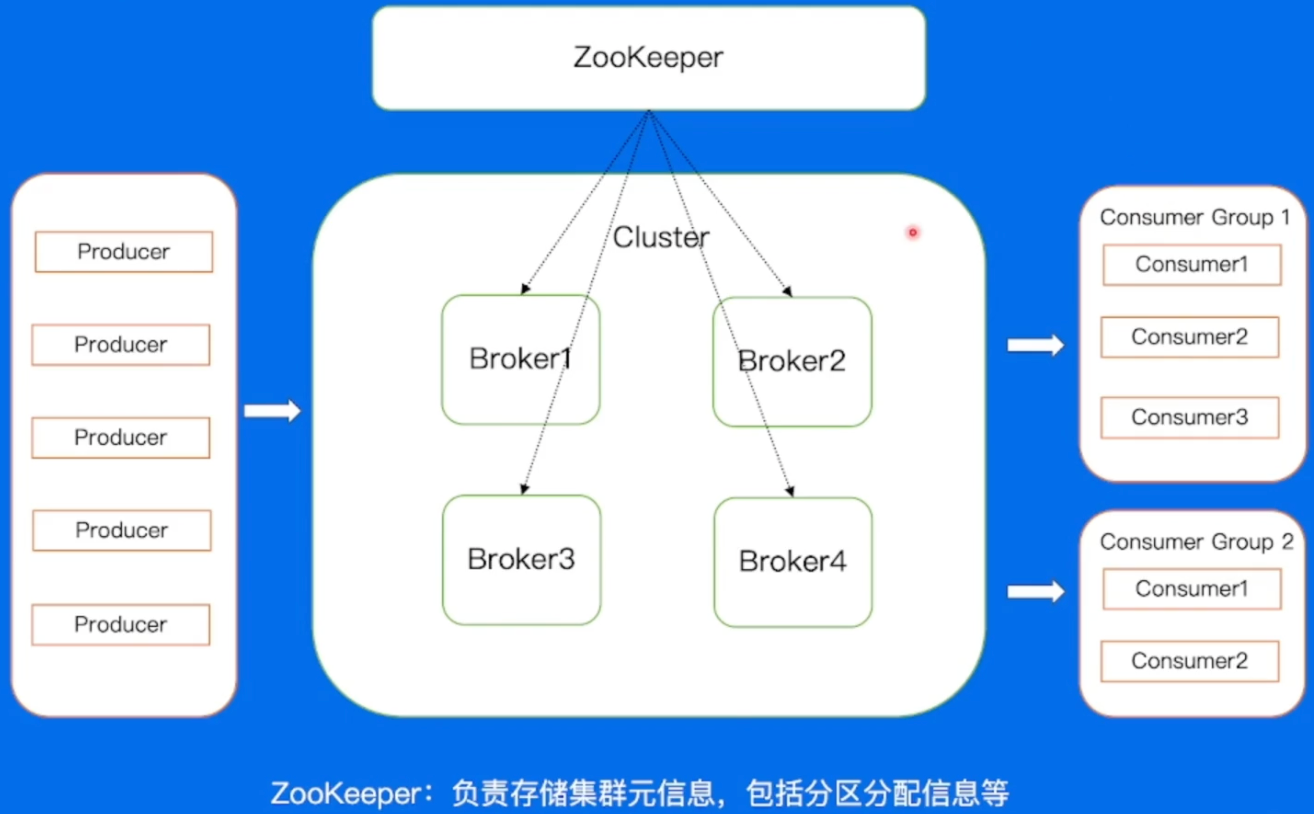 ZooKeeper
Cluster
Producer
Producer
Producer
Producer
Producer
Broker1
Broker2
Broker3
Broker4
Consumer Group 1
Consumer1
Consumer2
Consumer3
Consumer Group 2
Consumer1
Consumer2
ZooKeeper：负责存储集群元信息，包括分区分配信息等